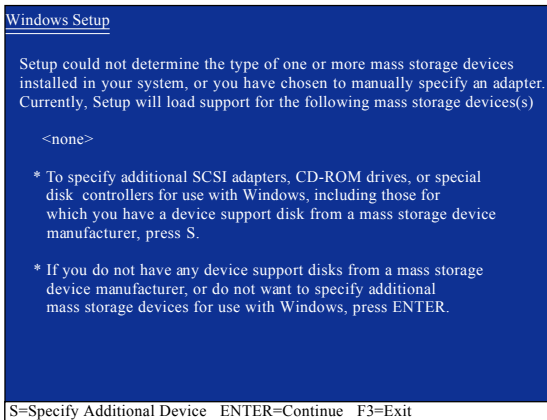 Windows Setup
Setup could not determine the type of one or more mass storage devices
installed in your system, or you have chosen to manually specify an adapter.
Currently, Setup will load support for the following mass storage devices(s)
<none>
* To specify additional SCSI adapters, CD-ROM drives, or special
disk controllers for use with Windows, including those for
which you have a device support disk from a mass storage device
manufacturer, press S.
* If you do not have any device support disks from a mass storage
device manufacturer, or do not want to specify additional
mass storage devices for use with Windows, press ENTER.
S=Specify Additional Device ENTER=Continue F3=Exit